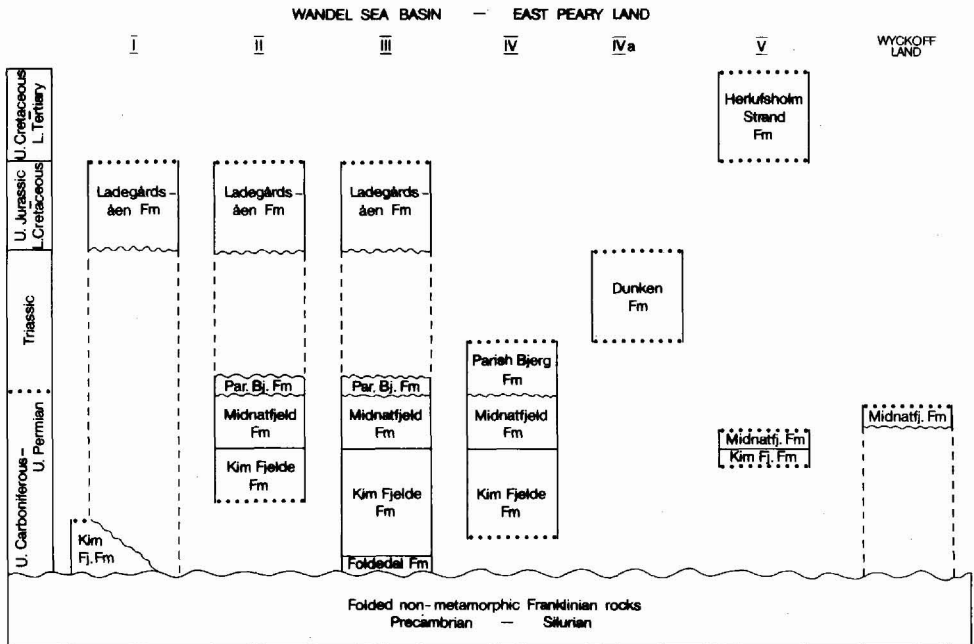 WANDEL SEA BASIN — EAST PEARY LAND
I
II
III
IV
IVa
V
WYCKOFF
LAND
U. Cretaceous –
L. Tertiary
U. Jurassic –
L. Cretaceous
Triassic
U. Carboniferous –
U. Permian
Ladegårds –
åen Fm
Kim
Fj. Fm
Ladegårds –
åen Fm
Par. Bj. Fm
Midnatfjeld
Fm
Kim Fjelde
Fm
Ladegårds –
åen Fm
Par. Bj. Fm
Midnatfjeld
Fm
Kim Fjelde
Fm
Foldedal Fm
Parish Bjerg
Fm
Midnatfjeld
Fm
Kim Fjelde
Fm
Dunken
Fm
Herlufsholm
Strand
Fm
Midnatfj. Fm
Kim Fj. Fm
Midnatfj. Fm
Folded non-metamorphic Franklinian rocks
Precambrian — Silurian